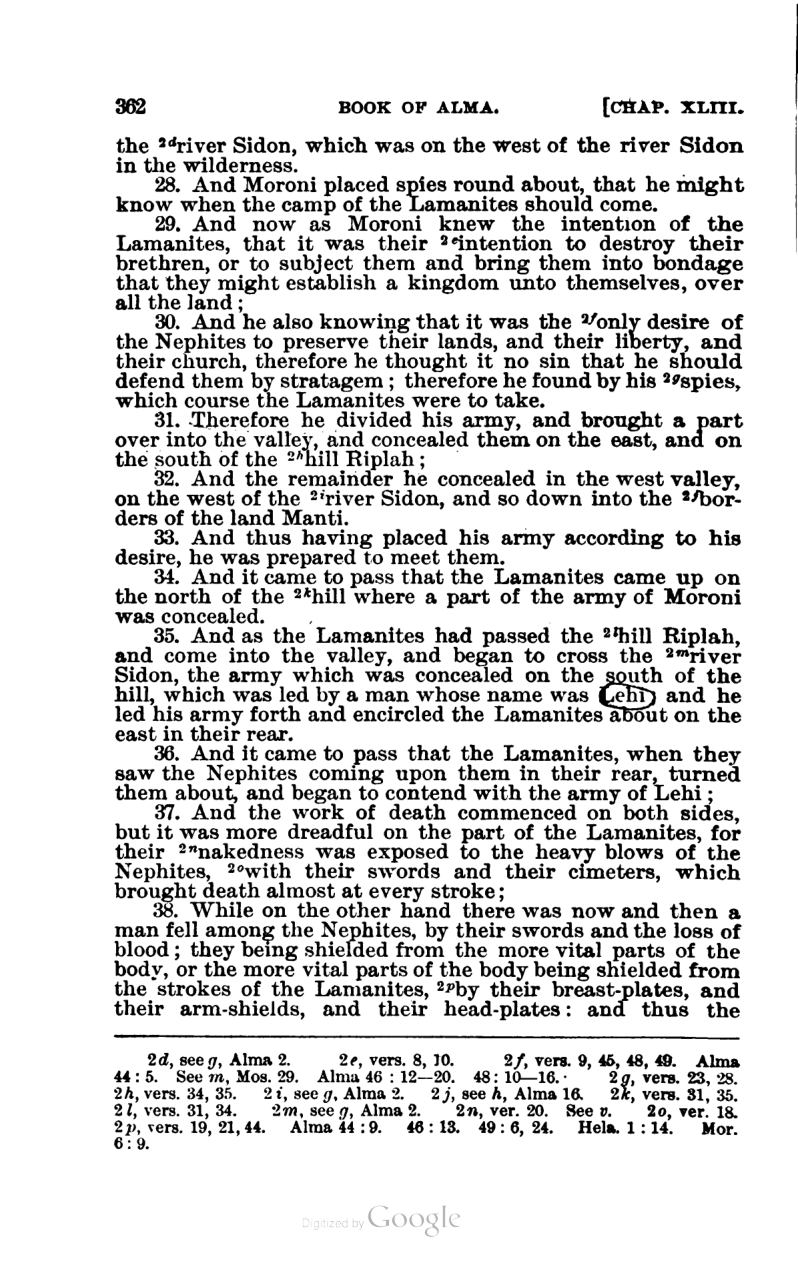 362 BOOK OF ALMA. [CHAP. XLIII.
the 2d river Sidon, which was on the west of the river Sidon
in the wilderness.
28. And Moroni placed spies round about, that he might
know when the camp of the Lamanites should come.
29. And now as Moroni knew the intention of the
Lamanites, that it was their 2e intention to destroy their
brethren, or to subject them and bring them into bondage
that they might establish a kingdom unto themselves, over
all the land;
30. And he also knowing that it was the 2f only desire of
the Nephites to preserve their lands, and their liberty, and
their church, therefore he thought it no sin that he should
defend them by stratagem; therefore he found by his 2g spies,
which course the Lamanites were to take.
31. Therefore he divided his army, and brought a part
over into the valley, and concealed them on the east, and on
the south of the 2h hill Riplah;
32. And the remainder he concealed in the west valley,
on the west of the 2i river Sidon, and so down into the 2j bor-
ders of the land Manti.
33. And thus having placed his army according to his
desire, he was prepared to meet them.
34. And it came to pass that the Lamanites came up on
the north of the 2k hill where a part of the army of Moroni
was concealed.
35. And as the Lamanites had passed the 2l hill Riplah,
and come into the valley, and began to cross the 2m river
Sidon, the army which was concealed on the south of the
hill, which was led by a man whose name was Lehi, and he
led his army forth and encircled the Lamanites about on the
east in their rear.
36. And it came to pass that the Lamanites, when they
saw the Nephites coming upon them in their rear, turned
them about, and began to contend with the army of Lehi;
37. And the work of death commenced on both sides,
but it was more dreadful on the part of the Lamanites, for
their 2n nakedness was exposed to the heavy blows of the
Nephites, 2o with their swords and their cimeters, which
brought death almost at every stroke;
38. While on the other hand there was now and then a
man fell among the Nephites, by their swords and the loss of
blood; they being shielded from the more vital parts of the
body, or the more vital parts of the body being shielded from
the strokes of the Lamanites, 2p by their breast-plates, and
their arm-shields, and their head-plates: and thus the
2d, see g, Alma 2. 2e, vers. 8, 10. 2f, vers. 9, 45, 48, 49. Alma
44:5. See m, Mos. 29. Alma 46:12—20. 48:10—16. 2g, vers. 23, 28.
2h, vers. 34, 35. 2i, see g, Alma 2. 2j, see h, Alma 16. 2k, vers. 31, 35.
2l, vers. 31, 34. 2m, see g, Alma 2. 2n, ver. 20. See v. 2o, ver. 18.
2p, vers. 19, 21, 44. Alma 44:9. 46:13. 49:6, 24. Hela. 1:14. Mor.
6:9.
Digitized by Google